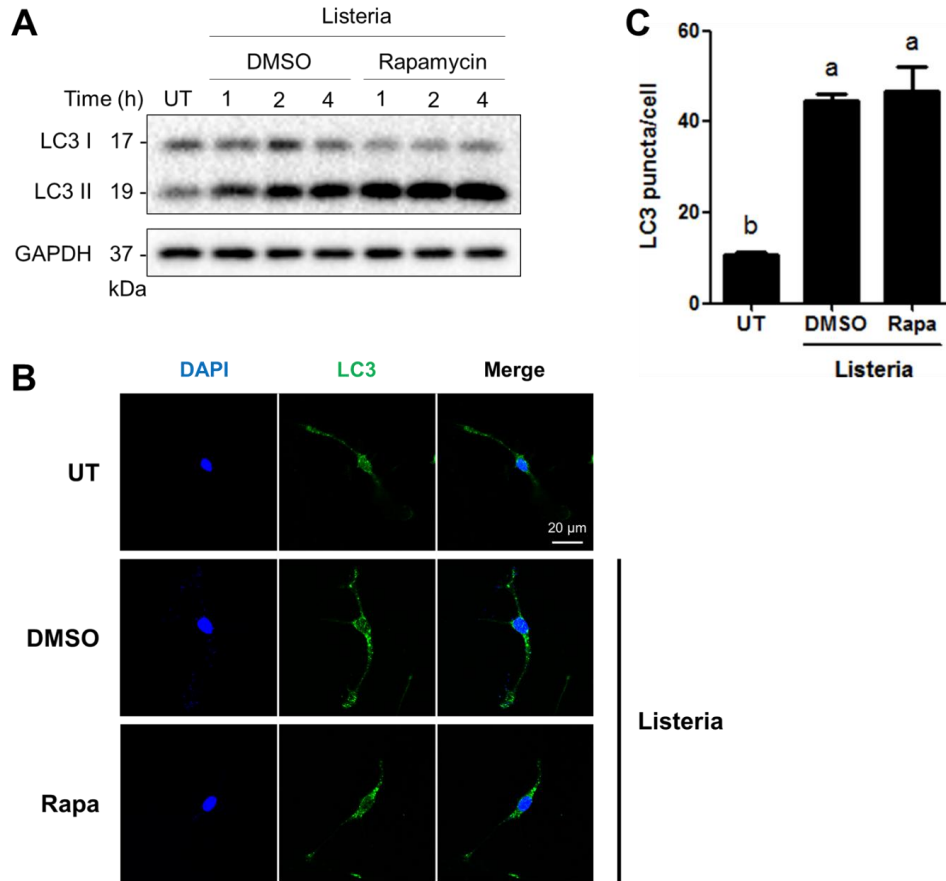 A
Listeria
DMSO Rapamycin
Time (h) UT 1 2 4 1 2 4
LC3 I 17 -
LC3 II 19 -
GAPDH 37 -
kDa
C
LC3 puncta/cell
60
40
20
0
b
a
a
UT DMSO Rapa
Listeria
B
DAPI LC3 Merge
UT
20 μm
DMSO
Rapa
Listeria